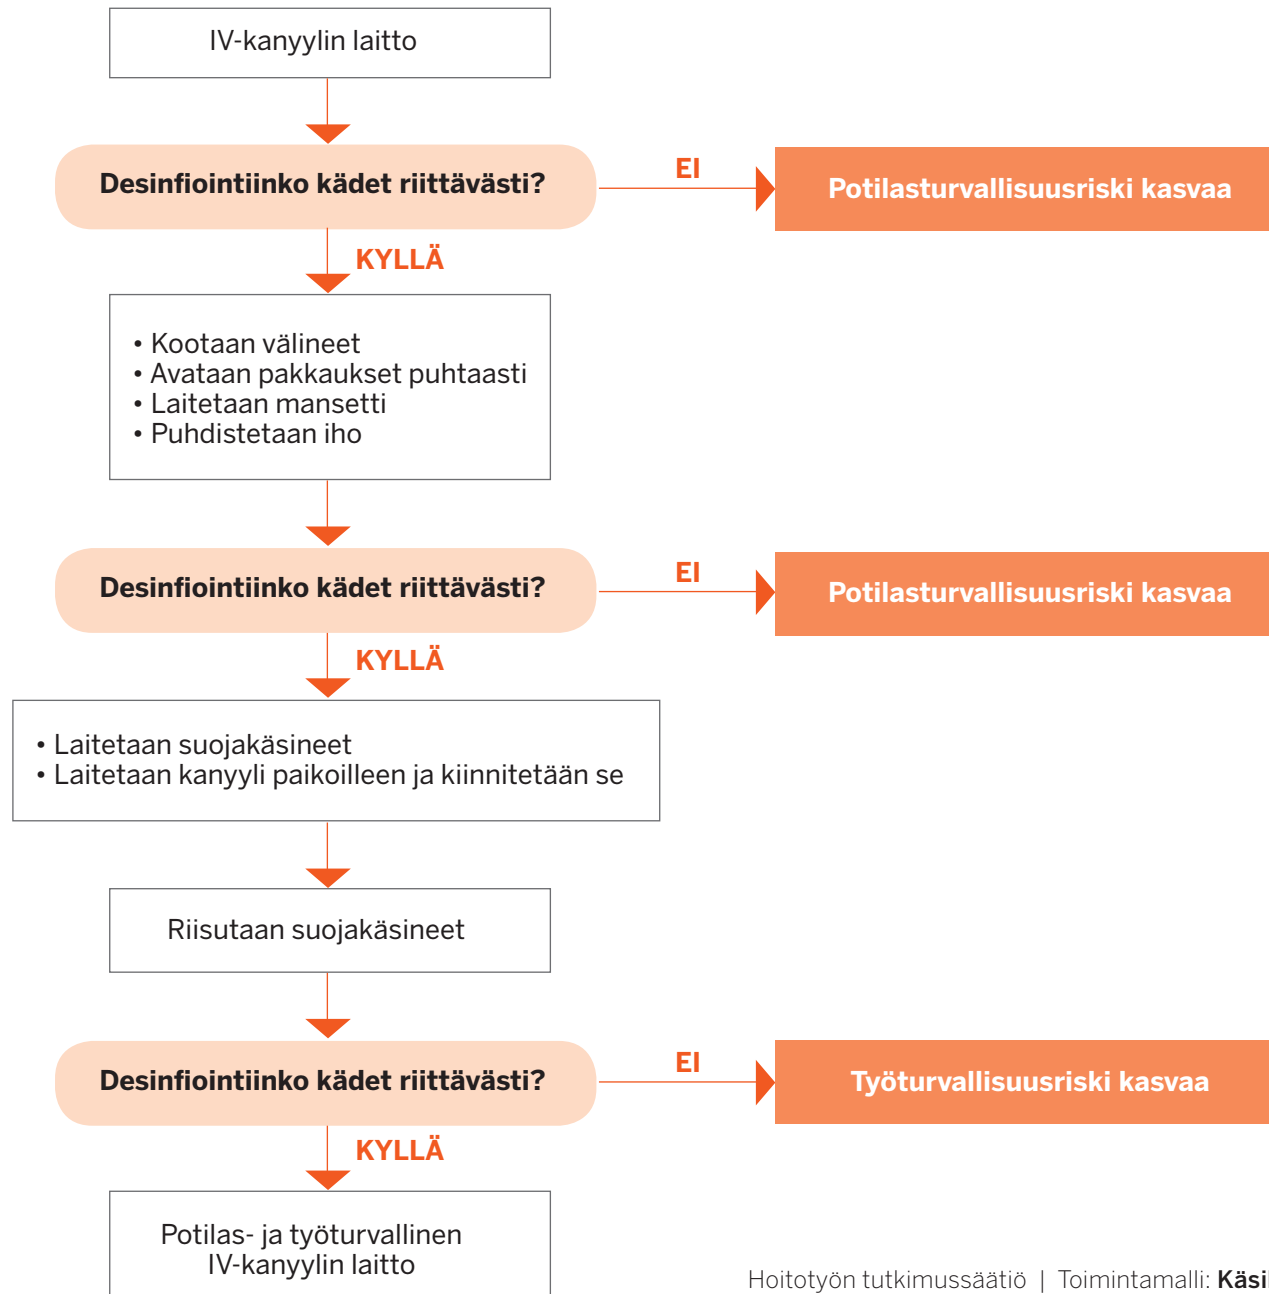 IV-kanyylin laitto
Desinfiointiinko kädet riittävästi?
EI
Potilasturvallisuusriski kasvaa
KYLLÄ
• Kootaan välineet
• Avataan pakkaukset puhtaasti
• Laitetaan mansetti
• Puhdistetaan iho
Desinfiointiinko kädet riittävästi?
EI
Potilasturvallisuusriski kasvaa
KYLLÄ
• Laitetaan suojakäsineet
• Laitetaan kanyyli paikoilleen ja kiinnitetään se
Riisutaan suojakäsineet
Desinfiointiinko kädet riittävästi?
EI
Työturvallisuusriski kasvaa
KYLLÄ
Potilas- ja työturvallinen
IV-kanyylin laitto
Hoitotyön tutkimussäätiö | Toimintamalli: